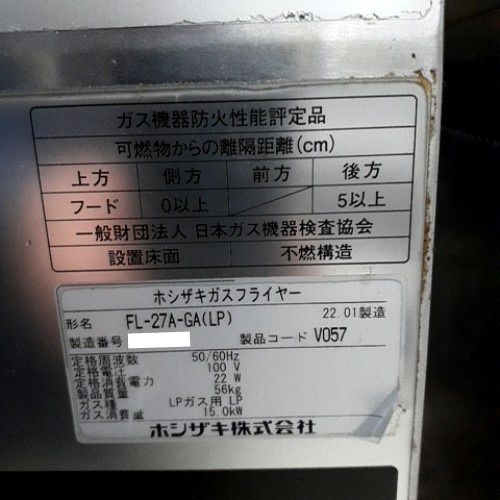 ガス機器防火性能評定品
可燃物からの離隔距離(cm)
上方 側方 前方 後方
フード 0以上 5以上
一般財団法人 日本ガス機器検査協会
設置床面 不燃構造
ホシザキガスフライヤー
形名 FL-27A-GA(LP) 22.01製造
製造番号 製品コード V057
定格周波数 50/60Hz
定格電圧 100 V
定格消費電力 22 W
製品質量 56kg
ガス種 LPガス用 LP
ガス消費量 15.0kW
ホシザキ株式会社